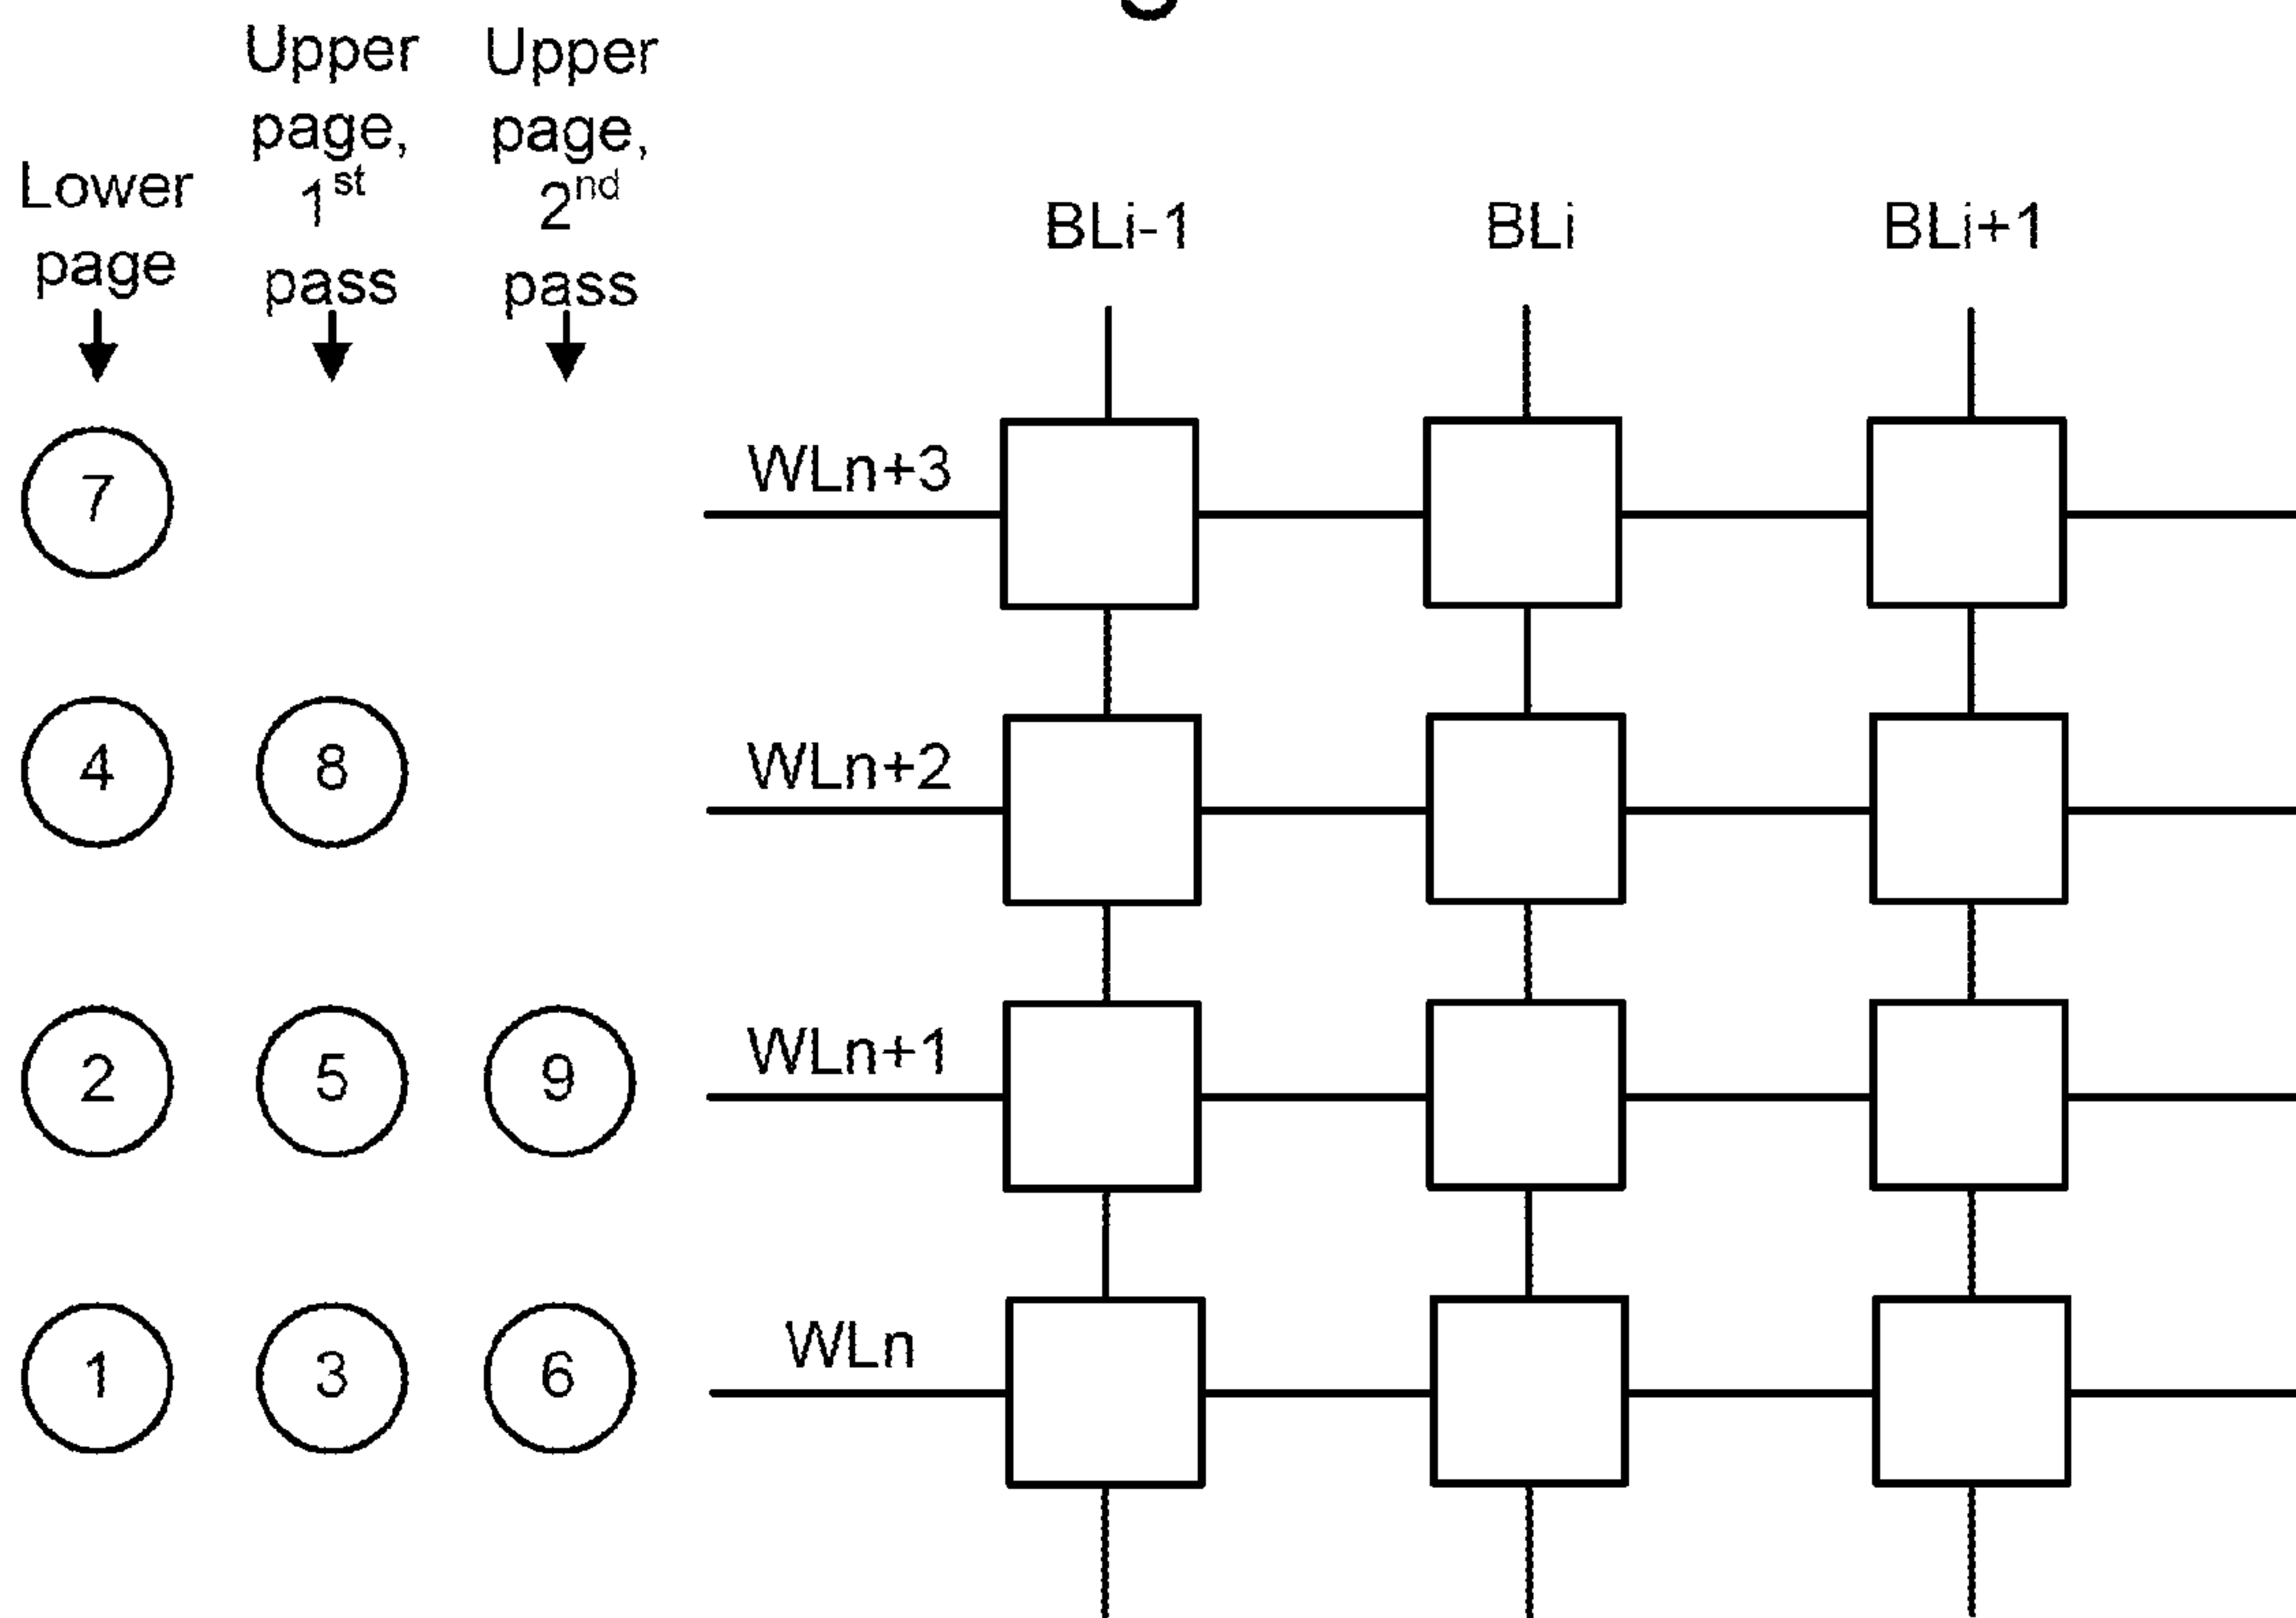 Lower
page
Upper
page,
1st
pass
Upper
page,
2nd
pass
BLi-1
BLi
BLi+1
7
WLn+3
4
8
WLn+2
2
5
9
WLn+1
1
3
6
WLn